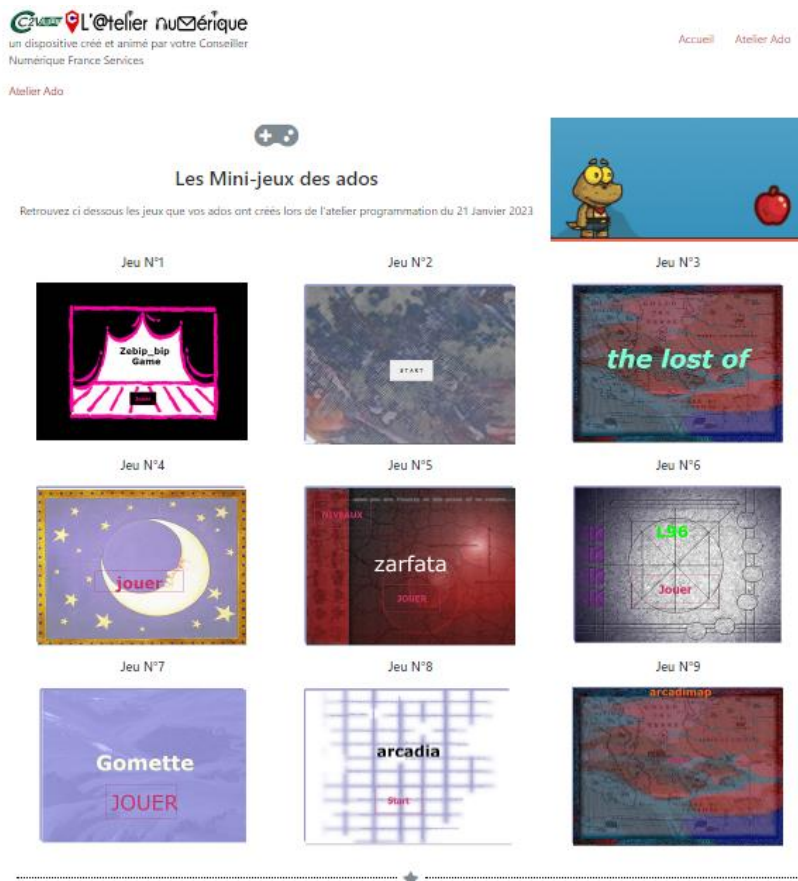 L'@telier nuMérique
un dispositive créé et animé par votre Conseiller
Numérique France Services
Accueil Atelier Ado
Atelier Ado
Les Mini-jeux des ados
Retrouvez ci dessous les jeux que vos ados ont créés lors de l'atelier programmation du 21 Janvier 2023
Jeu N°1
Jeu N°2
Jeu N°3
Zebip_bip
Game
START
the lost of
Jeu N°4
Jeu N°5
Jeu N°6
jouer
NIVEAUX
zarfata
JOUER
L96
Jouer
Jeu N°7
Jeu N°8
Jeu N°9
Gomette
JOUER
arcadia
Start
arcadimap